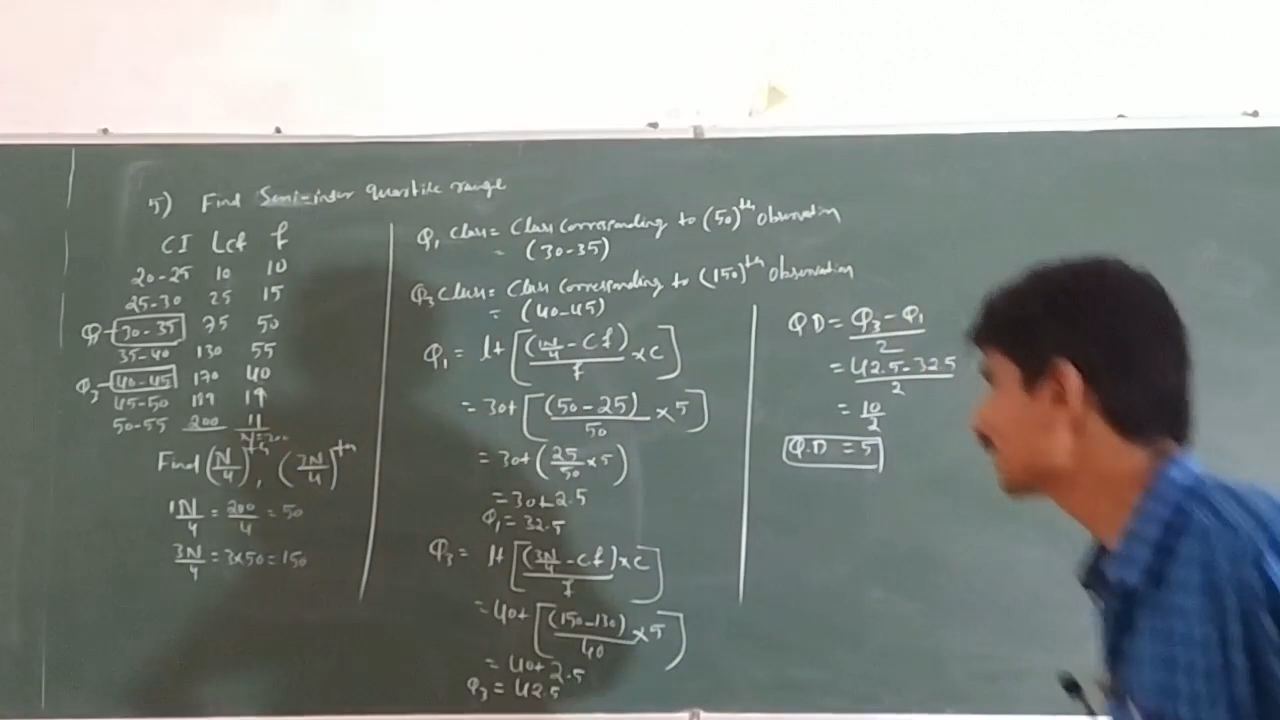 5) Find Semi-inter quartile range
CI Lcf f
20-25 10 10
25-30 25 15
Q₁ 30-35 75 50
35-40 130 55
Q₃ 40-45 170 40
45-50 189 19
50-55 200 11
N=200
Find (N/4)th, (3N/4)th
1N/4 = 200/4 = 50
3N/4 = 3×50 = 150
Q₁ Class = Class Corresponding to (50)th Observation
= (30-35)
Q₃ Class = Class Corresponding to (150)th Observation
= (40-45)
Q₁ = l+[(1N/4 - Cf)/f ×C]
= 30+[(50-25)/50 ×5]
= 30+(25/50 ×5)
= 30+2.5
Q₁ = 32.5
Q₃ = l+[(3N/4 - Cf)/f ×C]
= 40+[(150-130)/40 ×5]
= 40+2.5
Q₃ = 42.5
QD = Q₃-Q₁/2
= 42.5-32.5/2
= 10/2
Q.D = 5